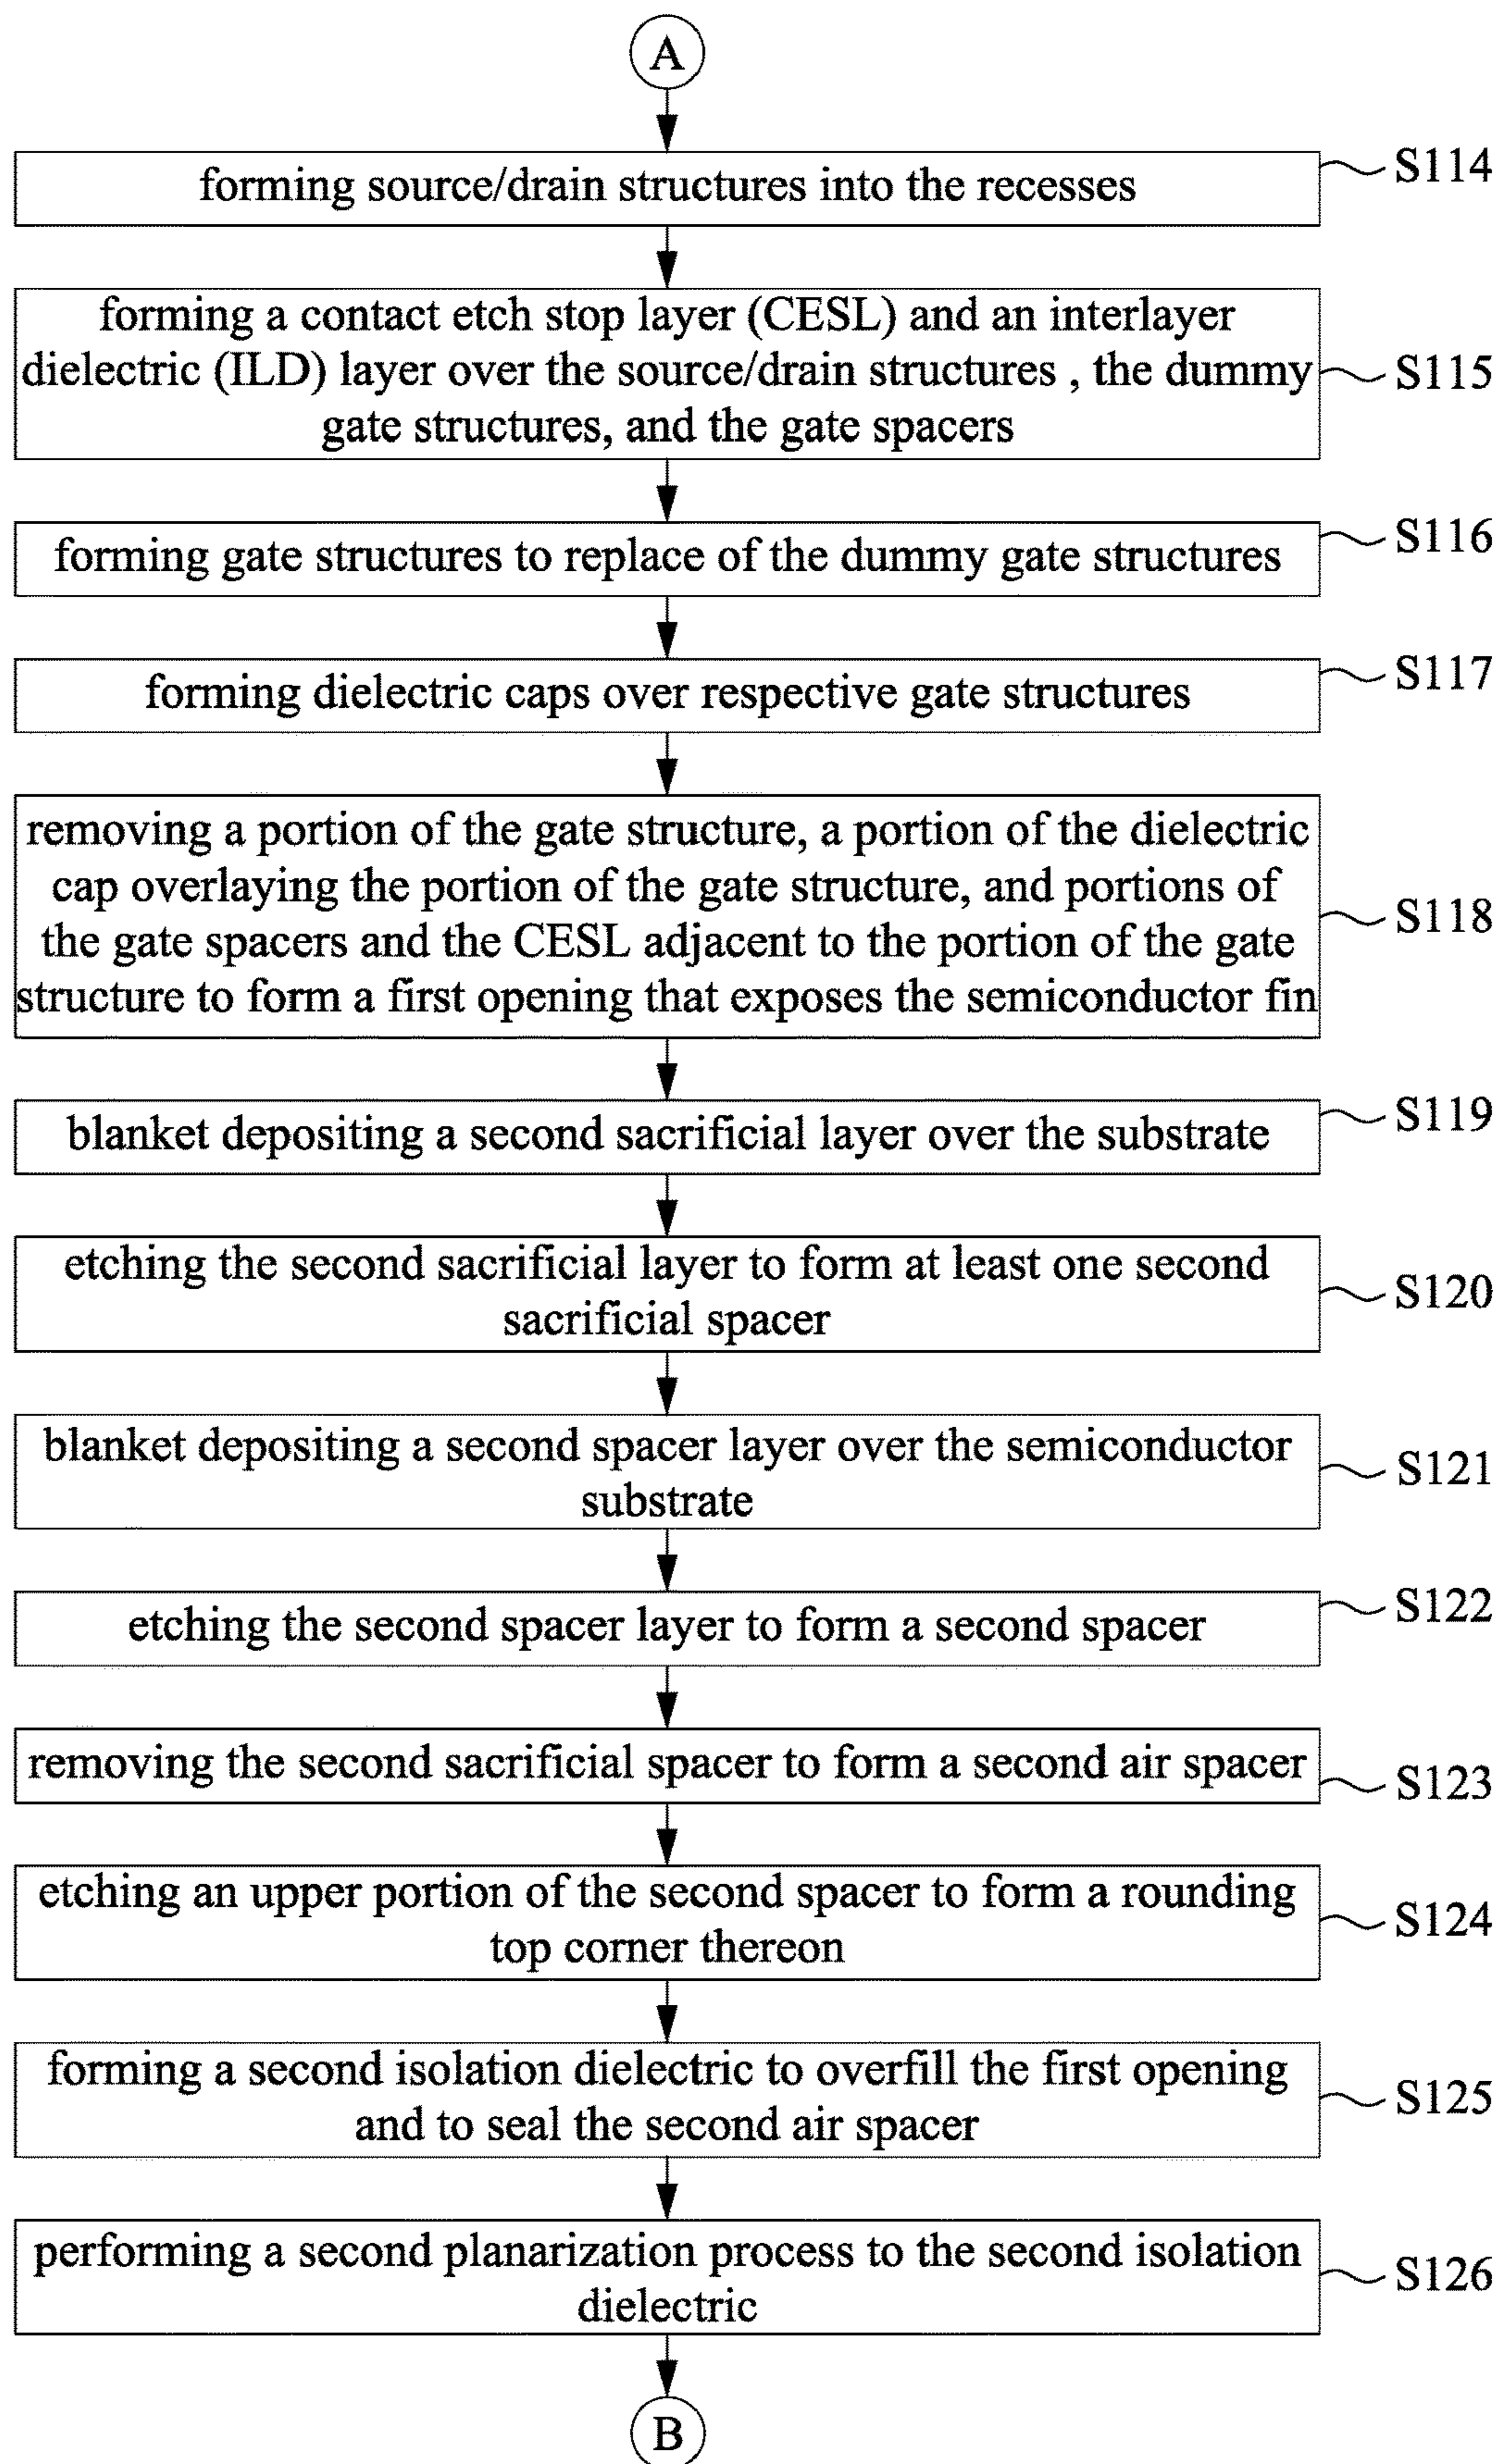 A
forming source/drain structures into the recesses
S114
forming a contact etch stop layer (CESL) and an interlayer
dielectric (ILD) layer over the source/drain structures , the dummy
gate structures, and the gate spacers
S115
forming gate structures to replace of the dummy gate structures
S116
forming dielectric caps over respective gate structures
S117
removing a portion of the gate structure, a portion of the dielectric
cap overlaying the portion of the gate structure, and portions of
the gate spacers and the CESL adjacent to the portion of the gate
structure to form a first opening that exposes the semiconductor fin
S118
blanket depositing a second sacrificial layer over the substrate
S119
etching the second sacrificial layer to form at least one second
sacrificial spacer
S120
blanket depositing a second spacer layer over the semiconductor
substrate
S121
etching the second spacer layer to form a second spacer
S122
removing the second sacrificial spacer to form a second air spacer
S123
etching an upper portion of the second spacer to form a rounding
top corner thereon
S124
forming a second isolation dielectric to overfill the first opening
and to seal the second air spacer
S125
performing a second planarization process to the second isolation
dielectric
S126
B